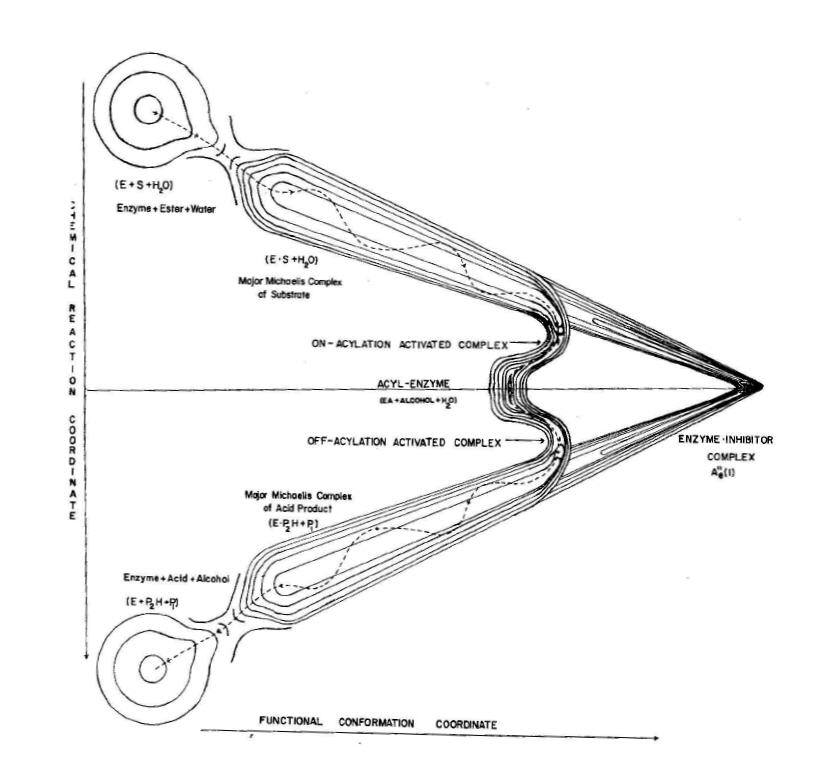 (E + S +H2O)
Enzyme + Ester + Water
(E·S +H2O)
Major Michaelis Complex
of Substrate
CHEMICAL REACTION COORDINATE
ON-ACYLATION ACTIVATED COMPLEX
ACYL-ENZYME
(EA + ALCOHOL + H2O)
OFF-ACYLATION ACTIVATED COMPLEX
ENZYME·INHIBITOR
COMPLEX
Major Michaelis Complex
of Acid Product
(E·P2H + P1)
Enzyme + Acid + Alcohol
(E + P2H + P1)
FUNCTIONAL CONFORMATION COORDINATE